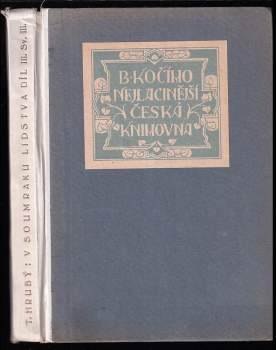 T. HRUBÝ: V SOUMRAKU LIDSTVA DÍL III. SV. III.
B·KOČÍHO
NEJLACINĚJŠÍ
ČESKÁ
KNIHOVNA